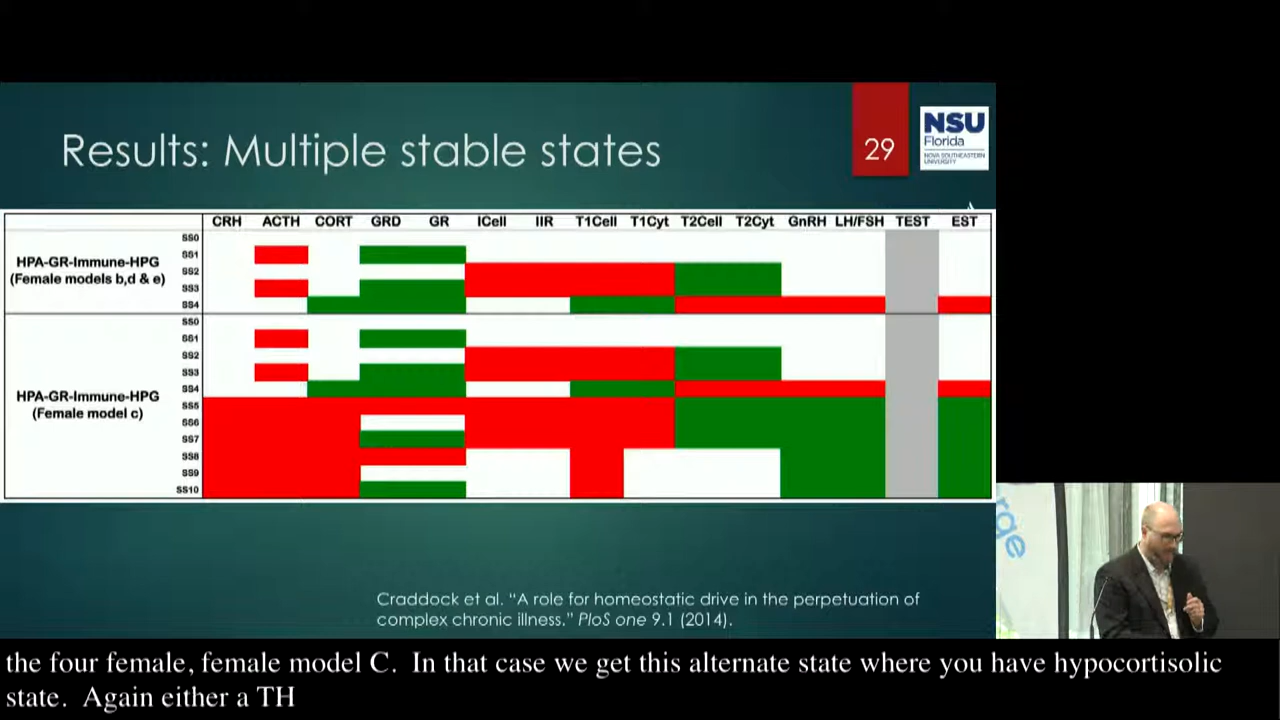 Results: Multiple stable states
29
NSU
Florida
NOVA SOUTHEASTERN
UNIVERSITY
CRH ACTH CORT GRD GR ICell IIR T1Cell T1Cyt T2Cell T2Cyt GnRH LH/FSH TEST EST
HPA-GR-Immune-HPG
(Female models b,d & e)
SS0
SS1
SS2
SS3
SS4
HPA-GR-Immune-HPG
(Female model c)
SS0
SS1
SS2
SS3
SS4
SS5
SS6
SS7
SS8
SS9
SS10
Craddock et al. “A role for homeostatic drive in the perpetuation of
complex chronic illness.” PloS one 9.1 (2014).
rge
the four female, female model C. In that case we get this alternate state where you have hypocortisolic
state. Again either a TH